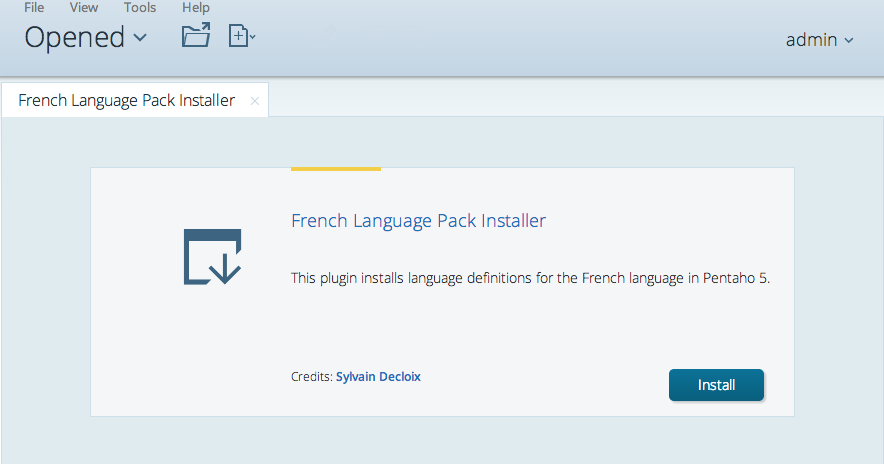 File View Tools Help
Opened
admin
French Language Pack Installer
French Language Pack Installer
This plugin installs language definitions for the French language in Pentaho 5.
Credits: Sylvain Decloix
Install